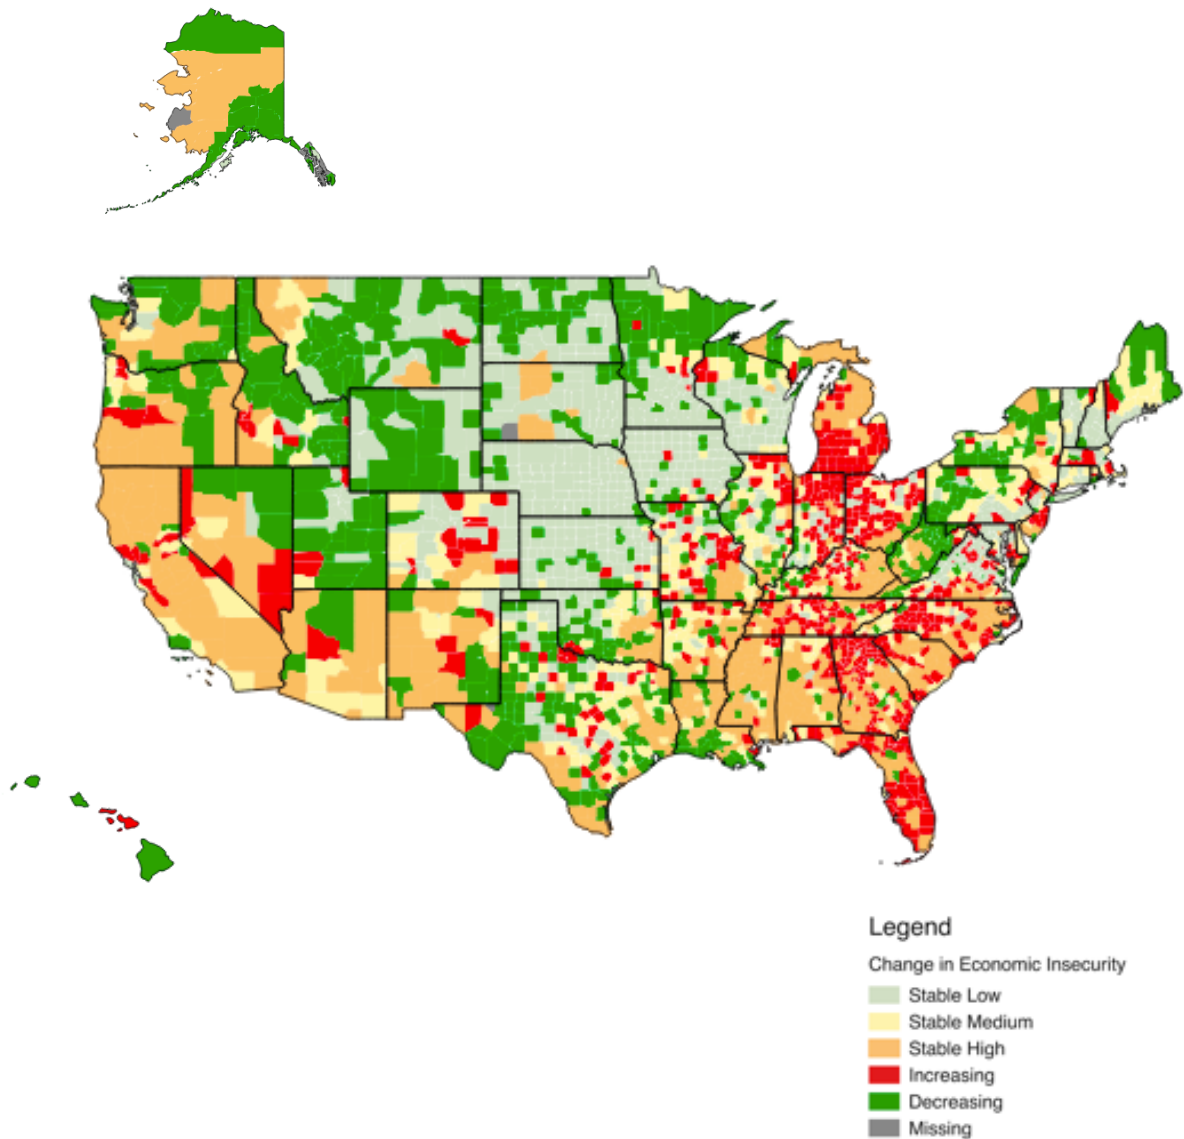 Legend
Change in Economic Insecurity
Stable Low
Stable Medium
Stable High
Increasing
Decreasing
Missing